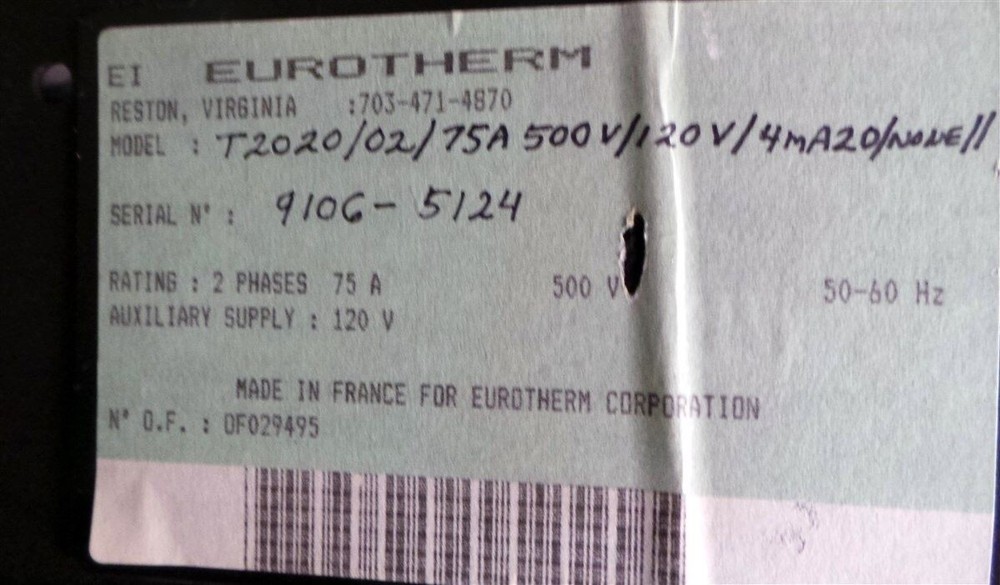 EI EUROTHERM
RESTON, VIRGINIA :703-471-4870
MODEL : T2020/02/75A 500V/120V/4mA20/NONE//
SERIAL N° : 9106-5124
RATING : 2 PHASES 75 A 500 V 50-60 Hz
AUXILIARY SUPPLY : 120 V
MADE IN FRANCE FOR EUROTHERM CORPORATION
N° O.F. : OF029495